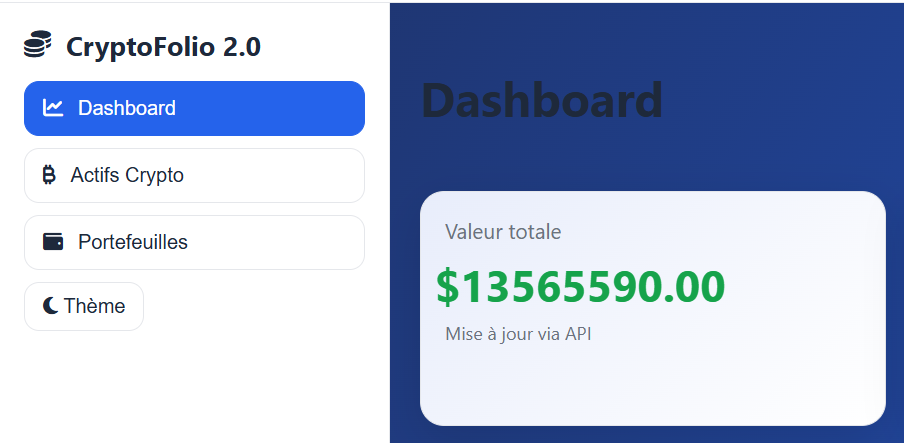 CryptoFolio 2.0
Dashboard
Actifs Crypto
Portefeuilles
Thème
Dashboard
Valeur totale
$13565590.00
Mise à jour via API